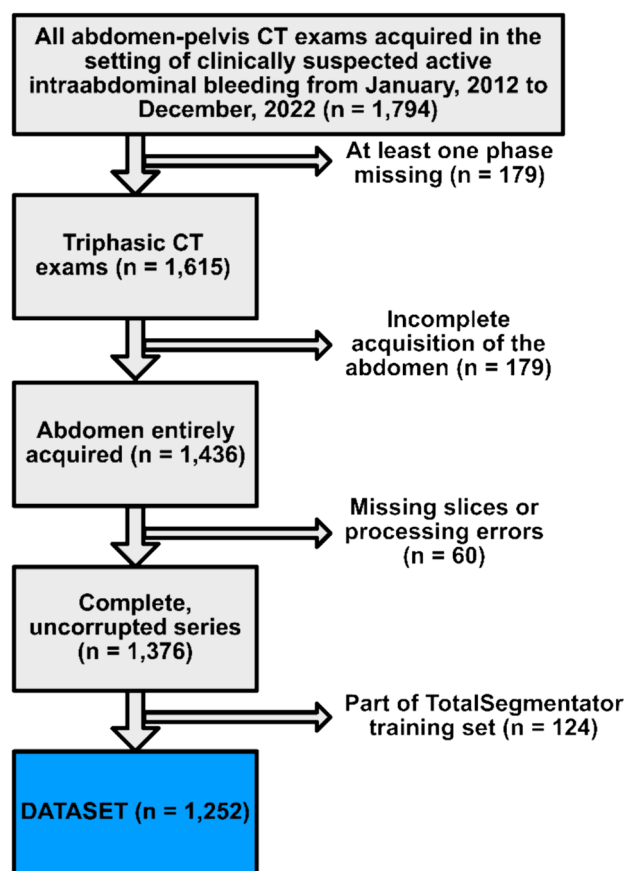 All abdomen-pelvis CT exams acquired in the
setting of clinically suspected active
intraabdominal bleeding from January, 2012 to
December, 2022 (n = 1,794)
At least one phase
missing (n = 179)
Triphasic CT
exams (n = 1,615)
Incomplete
acquisition of the
abdomen (n = 179)
Abdomen entirely
acquired (n = 1,436)
Missing slices or
processing errors
(n = 60)
Complete,
uncorrupted series
(n = 1,376)
Part of TotalSegmentator
training set (n = 124)
DATASET (n = 1,252)